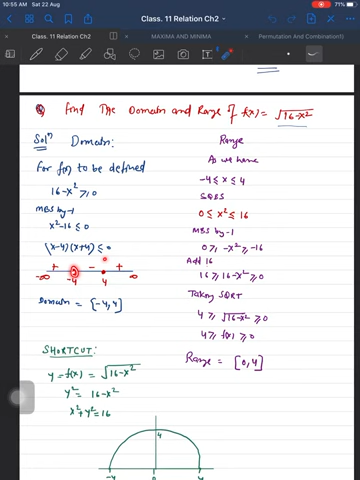 10:55 AM Sat 22 Aug
71%
Class. 11 Relation Ch2
Class. 11 Relation Ch2
MAXIMA AND MINIMA
Permutation And Combination(1)
Q) Find The Domain and Range of f(x) = √16-x²
Solⁿ Domain:
For f(x) to be defined
16-x² ≥ 0
MBS by -1
x²-16 ≤ 0
(x-4)(x+4) ≤ 0
+ - +
-∞ -4 4 ∞
Domain = [-4,4]
Range
As we have
-4 ≤ x ≤ 4
SQBS
0 ≤ x² ≤ 16
MBS by -1
0 ≥ -x² ≥ -16
Add 16
16 ≥ 16-x² ≥ 0
Taking SQRT
4 ≥ √16-x² ≥ 0
4 ≥ f(x) ≥ 0
Range = [0,4]
SHORTCUT:
y = f(x) = √16-x²
y² = 16-x²
x²+y² = 16
4
-4 0 4